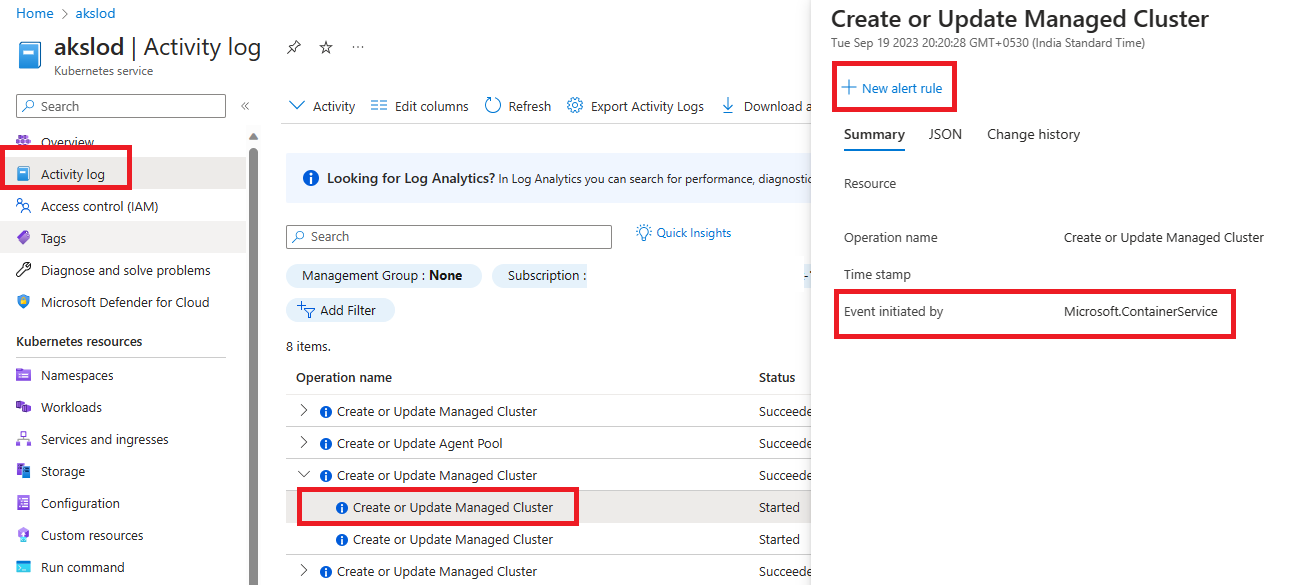 Home > akslod
akslod | Activity log
Kubernetes service
Search
Overview
Activity log
Access control (IAM)
Tags
Diagnose and solve problems
Microsoft Defender for Cloud
Kubernetes resources
Namespaces
Workloads
Services and ingresses
Storage
Configuration
Custom resources
Run command
Activity Edit columns Refresh Export Activity Logs Download a
Looking for Log Analytics? In Log Analytics you can search for performance, diagnostic
Search Quick Insights
Management Group : None Subscription :
Add Filter
8 items.
Operation name Status
Create or Update Managed Cluster Succeede
Create or Update Agent Pool Succeede
Create or Update Managed Cluster Succeede
Create or Update Managed Cluster Started
Create or Update Managed Cluster Started
Create or Update Managed Cluster Succeede
Create or Update Managed Cluster
Tue Sep 19 2023 20:20:28 GMT+0530 (India Standard Time)
New alert rule
Summary JSON Change history
Resource
Operation name Create or Update Managed Cluster
Time stamp
Event initiated by Microsoft.ContainerService